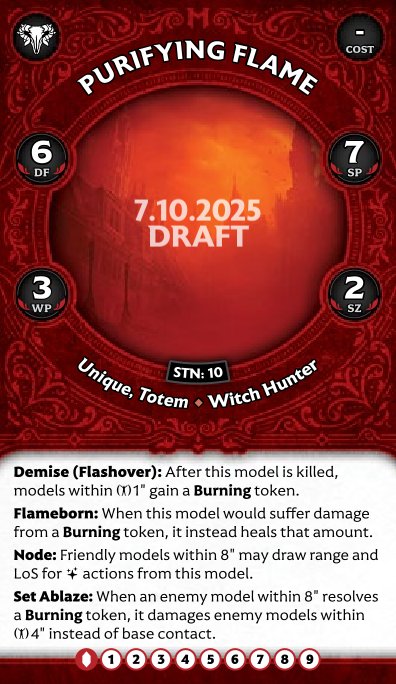 -
COST
PURIFYING FLAME
6
DF
7
SP
7.10.2025
DRAFT
3
WP
2
SZ
STN: 10
Unique, Totem ◆ Witch Hunter
Demise (Flashover): After this model is killed,
models within 1" gain a Burning token.
Flameborn: When this model would suffer damage
from a Burning token, it instead heals that amount.
Node: Friendly models within 8" may draw range and
LoS for actions from this model.
Set Ablaze: When an enemy model within 8" resolves
a Burning token, it damages enemy models within
4" instead of base contact.
1 2 3 4 5 6 7 8 9